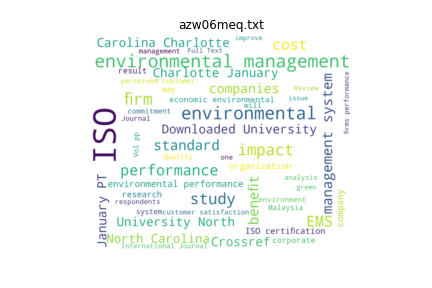 azw06meq.txt
improve
Carolina Charlotte
cost
management
Full Text
environmental management
result
Charlotte January
perceived customer
may
companies
Review
firm
economic environmental
issue
commitment
environmental
Journal
ISO
Downloaded University
Vol pp
standard
impact
Quality
one
management system
firms performance
performance
organization
analysis
environmental performance
green
research
study
benefit
environment
respondents
Malaysia
system
customer satisfaction
company
January PT
University North
EMS
ISO certification
North Carolina
Crossref
corporate
International Journal